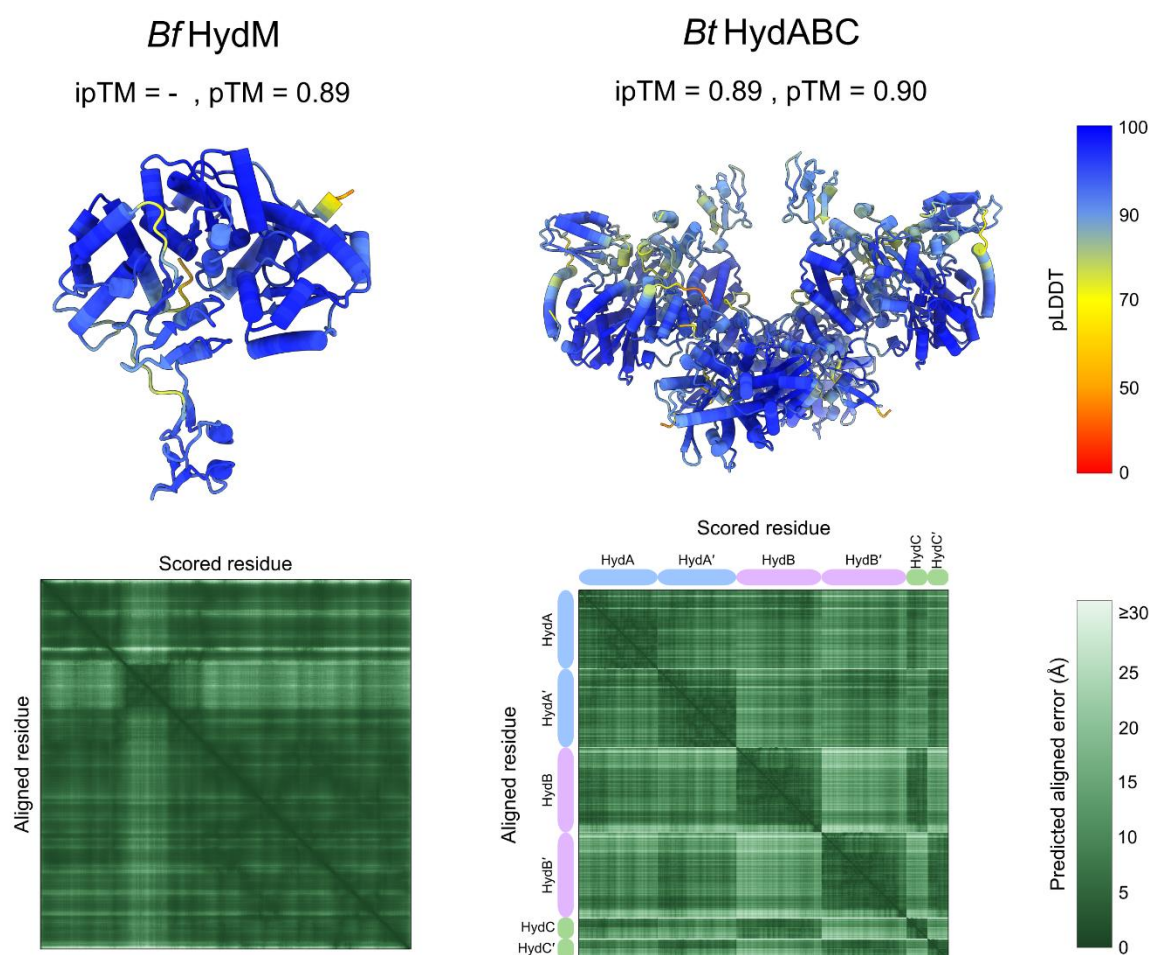 Bf HydM
ipTM = - , pTM = 0.89
Bt HydABC
ipTM = 0.89 , pTM = 0.90
100
90
70
50
0
pLDDT
Scored residue
Aligned residue
Scored residue
HydA
HydA′
HydB
HydB′
HydC
HydC′
Aligned residue
HydA
HydA′
HydB
HydB′
HydC
HydC′
≥30
25
20
15
10
5
0
Predicted aligned error (Å)